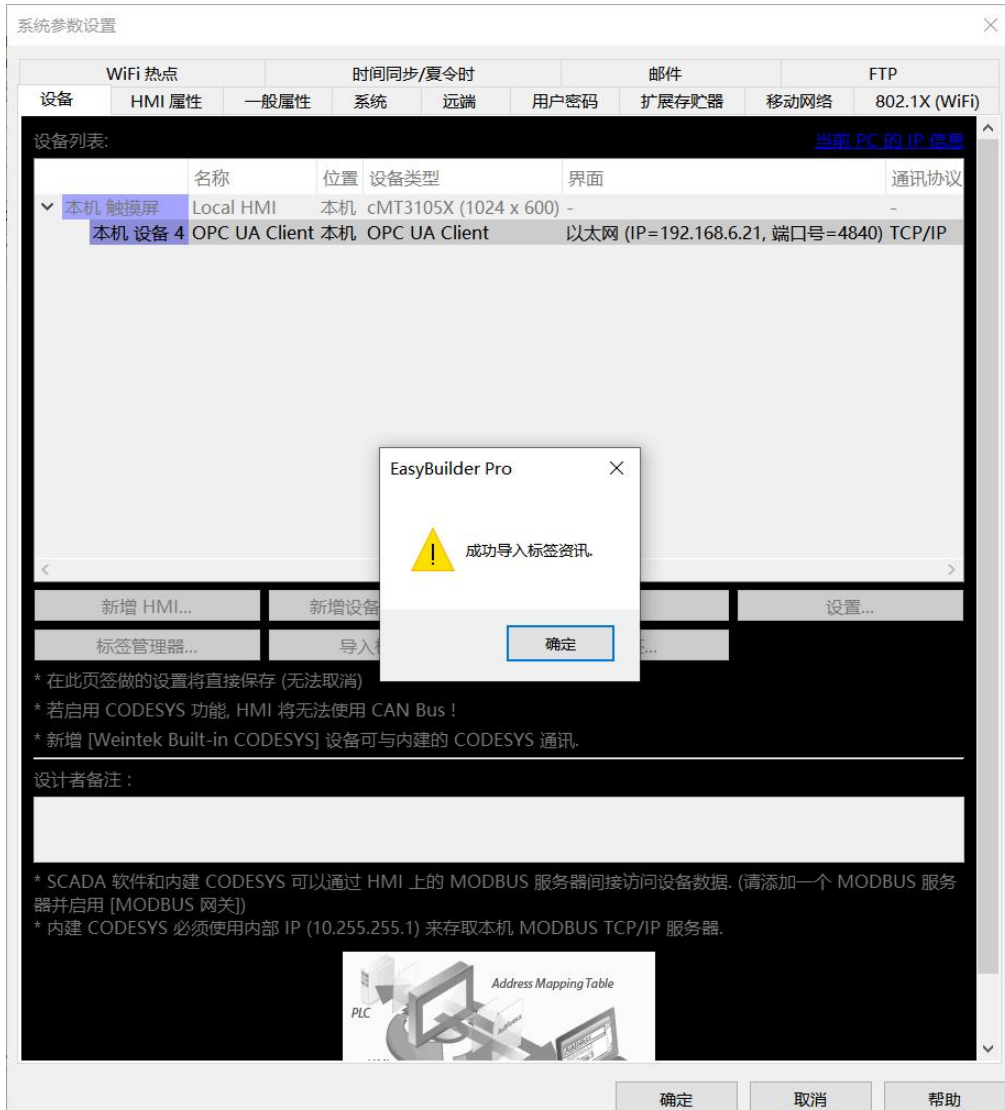 系统参数设置
WiFi 热点 时间同步/夏令时 邮件 FTP
设备 HMI 属性 一般属性 系统 远端 用户密码 扩展存贮器 移动网络 802.1X (WiFi)
设备列表: 当前 PC 的 IP 信息
名称 位置 设备类型 界面 通讯协议
本机 触摸屏 Local HMI 本机 cMT3105X (1024 x 600) - -
本机 设备 4 OPC UA Client 本机 OPC UA Client 以太网 (IP=192.168.6.21, 端口号=4840) TCP/IP
EasyBuilder Pro
成功导入标签资讯.
确定
新增 HMI... 新增设备 设置...
标签管理器... 导入
* 在此页签做的设置将直接保存 (无法取消)
* 若启用 CODESYS 功能, HMI 将无法使用 CAN Bus !
* 新增 [Weintek Built-in CODESYS] 设备可与内建的 CODESYS 通讯.
设计者备注 :
* SCADA 软件和内建 CODESYS 可以通过 HMI 上的 MODBUS 服务器间接访问设备数据. (请添加一个 MODBUS 服务
器并启用 [MODBUS 网关])
* 内建 CODESYS 必须使用内部 IP (10.255.255.1) 来存取本机 MODBUS TCP/IP 服务器.
Address Mapping Table
PLC
确定 取消 帮助